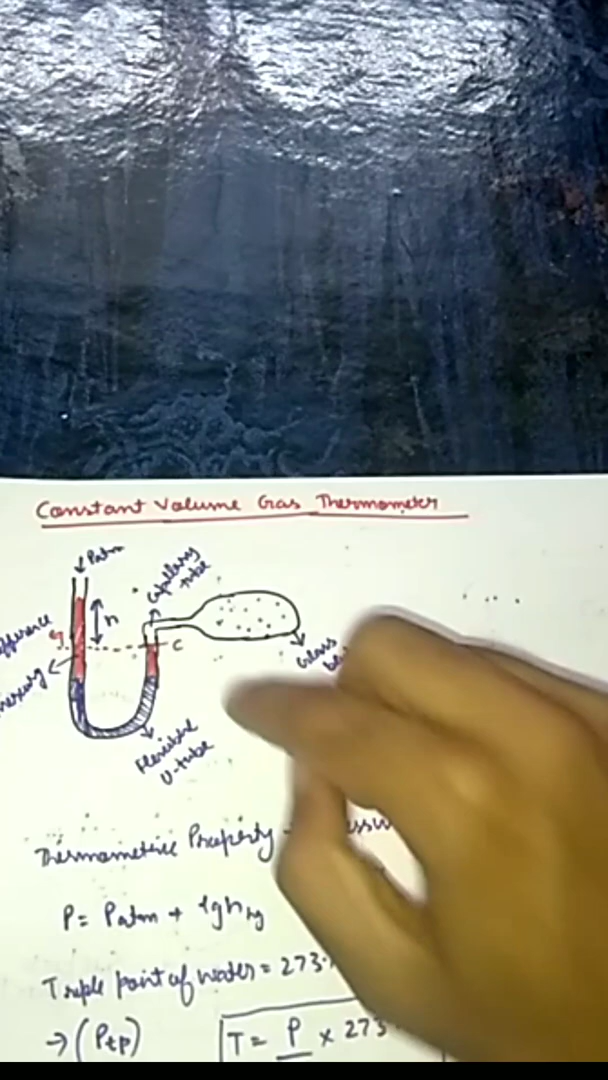 Constant Volume Gas Thermometer
Patm
Capillary tube
h
C
Mercury
Glass
Flexible U-tube
Thermometric Property -
P = Patm + ρghHg
Triple point of water = 273.
→ (Ptp)
T = P × 273